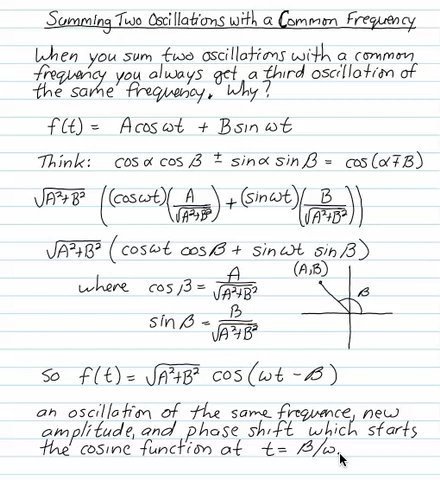 Summing Two Oscillations with a Common Frequency
When you sum two oscillations with a common
frequency you always get a third oscillation of
the same frequency. Why?
f(t) = A cos ωt + B sin ωt
Think: cos α cos β ± sin α sin β = cos(α ∓ β)
√A²+B² ((cos ωt)(A/√A²+B²) + (sin ωt)(B/√A²+B²))
√A²+B² (cos ωt cos β + sin ωt sin β)
where cos β = A/√A²+B²
sin β = B/√A²+B²
(A,B)
β
so f(t) = √A²+B² cos(ωt - β)
an oscillation of the same frequence, new
amplitude, and phase shift which starts
the cosine function at t = β/ω.